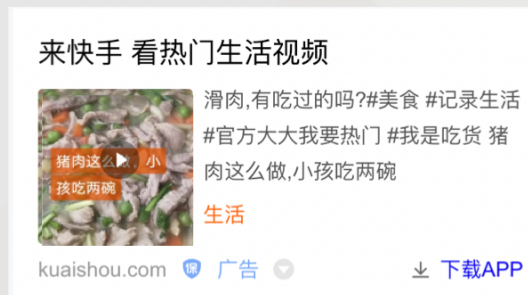 来快手 看热门生活视频
滑肉,有吃过的吗?#美食 #记录生活
#官方大大我要热门 #我是吃货 猪
肉这么做,小孩吃两碗
猪肉这么做，小
孩吃两碗
生活
kuaishou.com 保 广告 下载APP